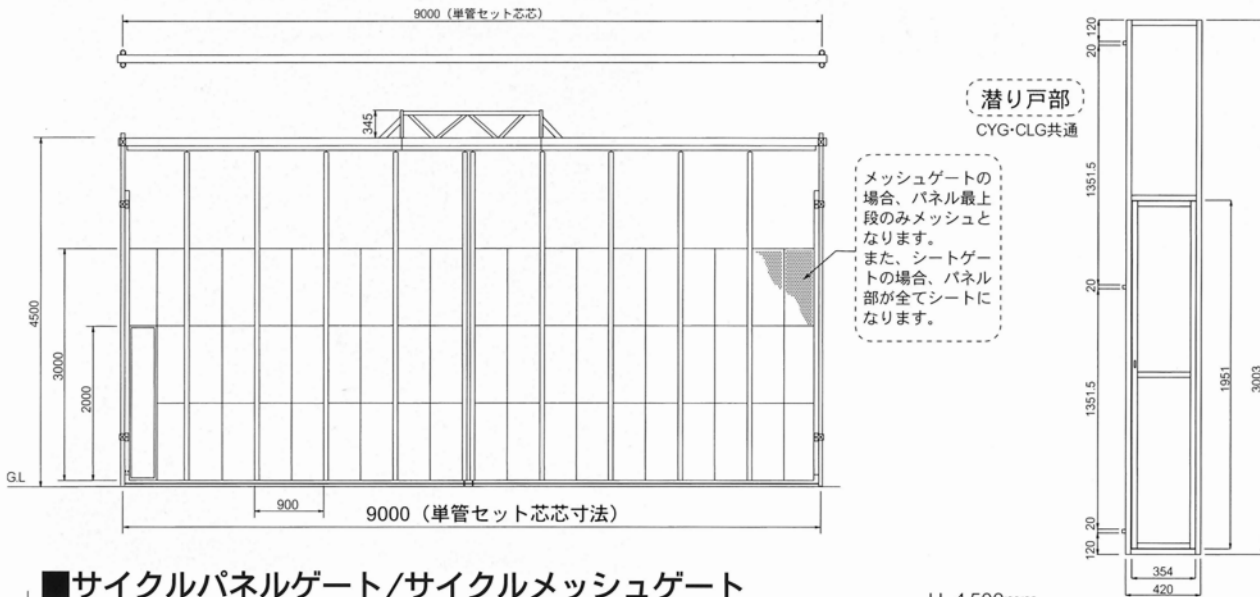 9000（単管セット芯芯）
345
4500
3000
2000
G.L
900
9000（単管セット芯芯寸法）
メッシュゲートの
場合、パネル最上
段のみメッシュと
なります。
また、シートゲー
トの場合、パネル
部が全てシートに
なります。
潜り戸部
CYG･CLG共通
120
20
1351.5
20
1351.5
20
120
1951
3003
354
420
■サイクルパネルゲート/サイクルメッシュゲート